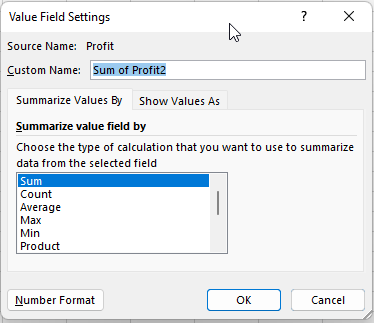 Value Field Settings ? ×
Source Name: Profit
Custom Name: Sum of Profit2
Summarize Values By Show Values As
Summarize value field by
Choose the type of calculation that you want to use to summarize
data from the selected field
Sum
Count
Average
Max
Min
Product
Number Format OK Cancel